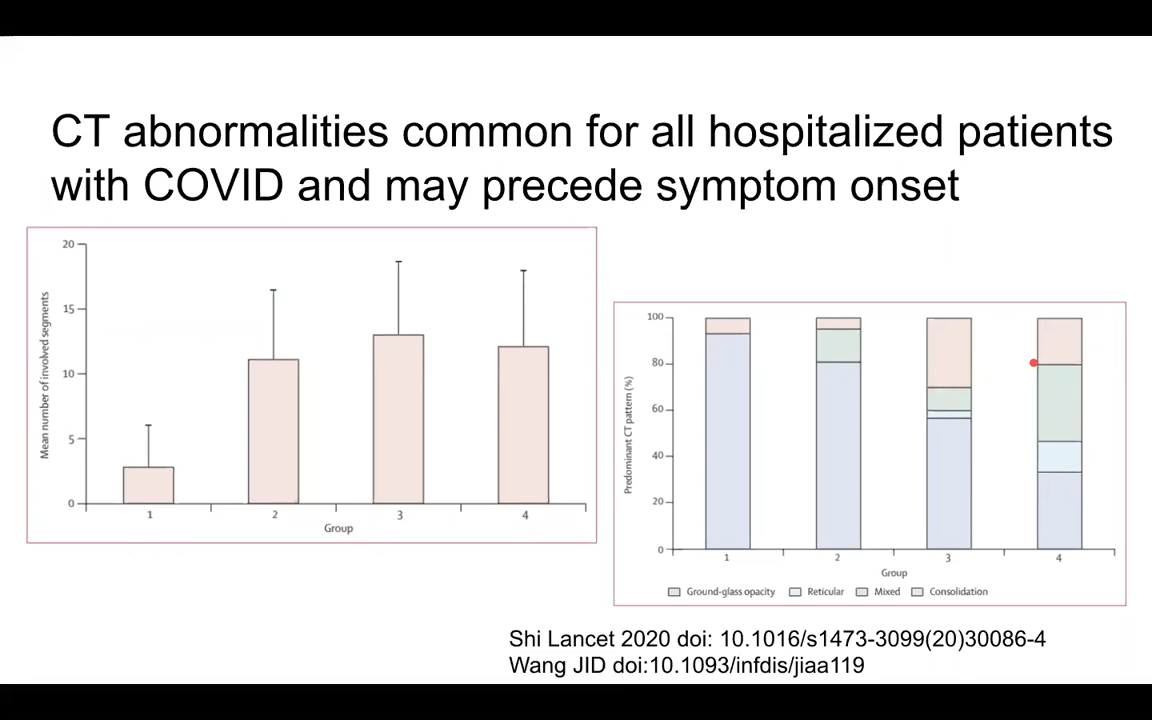 CT abnormalities common for all hospitalized patients
with COVID and may precede symptom onset
20
15
10
5
0
Mean number of involved segments
1 2 3 4
Group
100
80
60
40
20
0
Predominant CT pattern (%)
1 2 3 4
Group
Ground-glass opacity Reticular Mixed Consolidation
Shi Lancet 2020 doi: 10.1016/s1473-3099(20)30086-4
Wang JID doi:10.1093/infdis/jiaa119